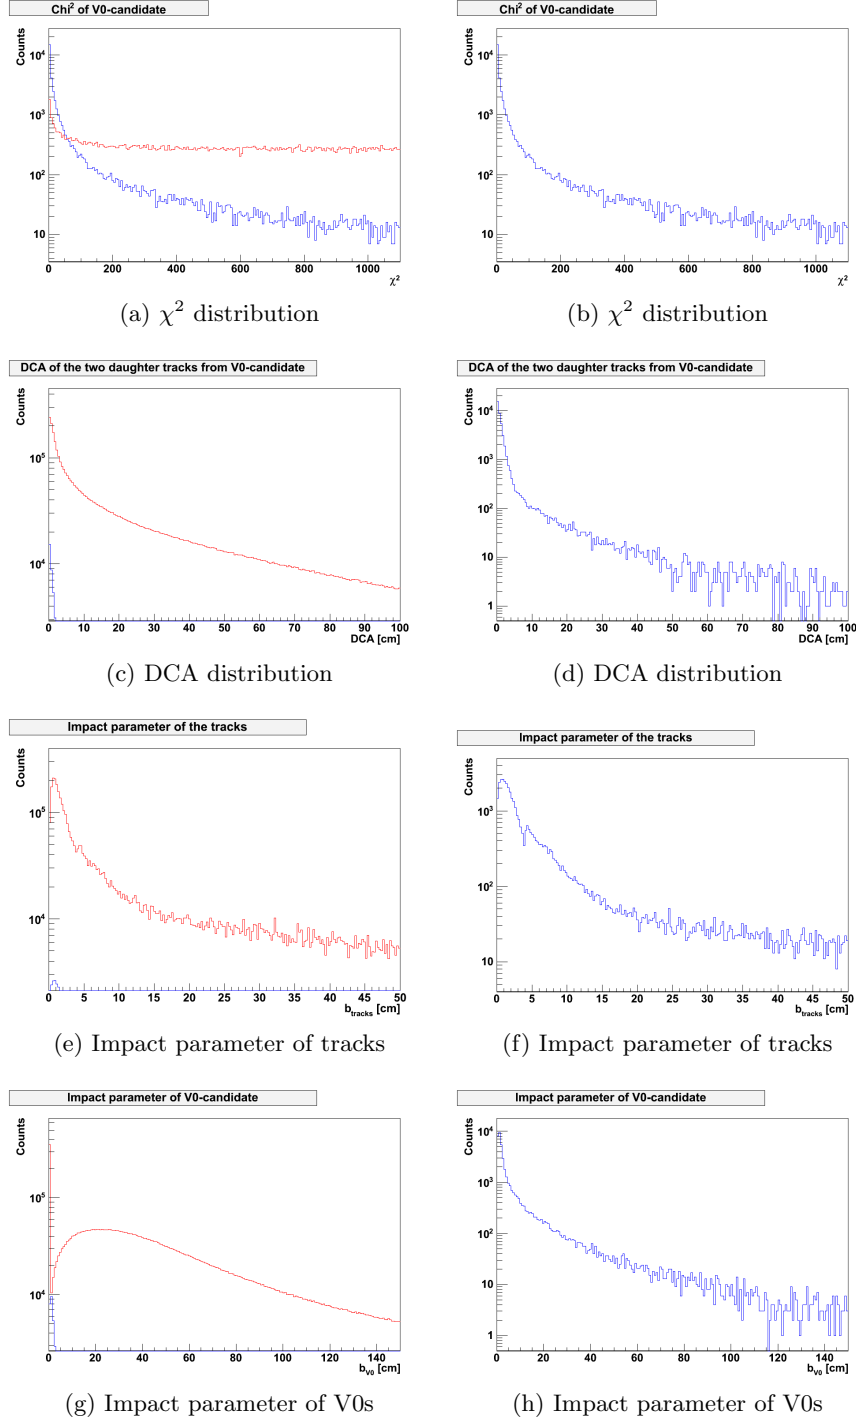 Chi² of V0-candidate
Counts
10⁴
10³
10²
10
0 200 400 600 800 1000
χ²
(a) χ² distribution
Chi² of V0-candidate
Counts
10⁴
10³
10²
10
0 200 400 600 800 1000
χ²
(b) χ² distribution
DCA of the two daughter tracks from V0-candidate
Counts
10⁵
10⁴
0 10 20 30 40 50 60 70 80 90 100
DCA [cm]
(c) DCA distribution
DCA of the two daughter tracks from V0-candidate
Counts
10⁴
10³
10²
10
1
0 10 20 30 40 50 60 70 80 90 100
DCA [cm]
(d) DCA distribution
Impact parameter of the tracks
Counts
10⁵
10⁴
0 5 10 15 20 25 30 35 40 45 50
b_tracks [cm]
(e) Impact parameter of tracks
Impact parameter of the tracks
Counts
10³
10²
10
0 5 10 15 20 25 30 35 40 45 50
b_tracks [cm]
(f) Impact parameter of tracks
Impact parameter of V0-candidate
Counts
10⁵
10⁴
0 20 40 60 80 100 120 140
b_V0 [cm]
(g) Impact parameter of V0s
Impact parameter of V0-candidate
Counts
10⁴
10³
10²
10
1
0 20 40 60 80 100 120 140
b_V0 [cm]
(h) Impact parameter of V0s